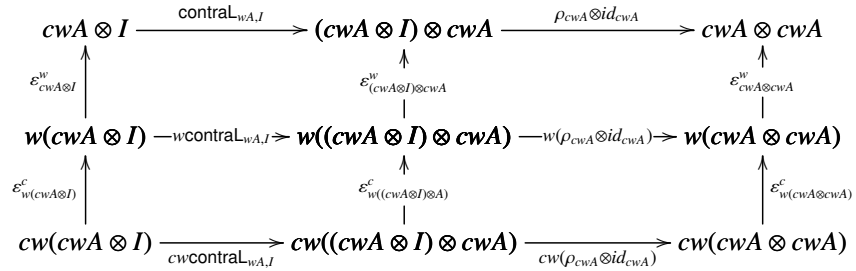 contraL_{wA,I} ρ_{cwA}⊗id_{cwA}
cwA ⊗ I (cwA ⊗ I) ⊗ cwA cwA ⊗ cwA
ε^w_{cwA⊗I} ε^w_{(cwA⊗I)⊗cwA} ε^w_{cwA⊗cwA}
w(cwA ⊗ I) wcontraL_{wA,I} w((cwA ⊗ I) ⊗ cwA) w(ρ_{cwA}⊗id_{cwA}) w(cwA ⊗ cwA)
ε^c_{w(cwA⊗I)} ε^c_{w((cwA⊗I)⊗A)} ε^c_{w(cwA⊗cwA)}
cw(cwA ⊗ I) cw((cwA ⊗ I) ⊗ cwA) cw(cwA ⊗ cwA)
cwcontraL_{wA,I} cw(ρ_{cwA}⊗id_{cwA})